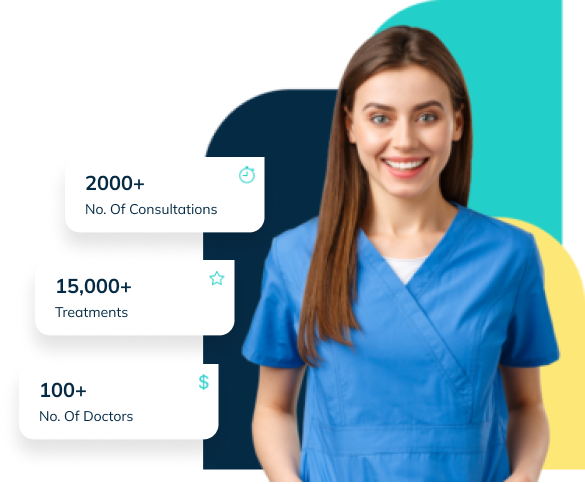 2000+
No. Of Consultations
15,000+
Treatments
$
100+
No. Of Doctors